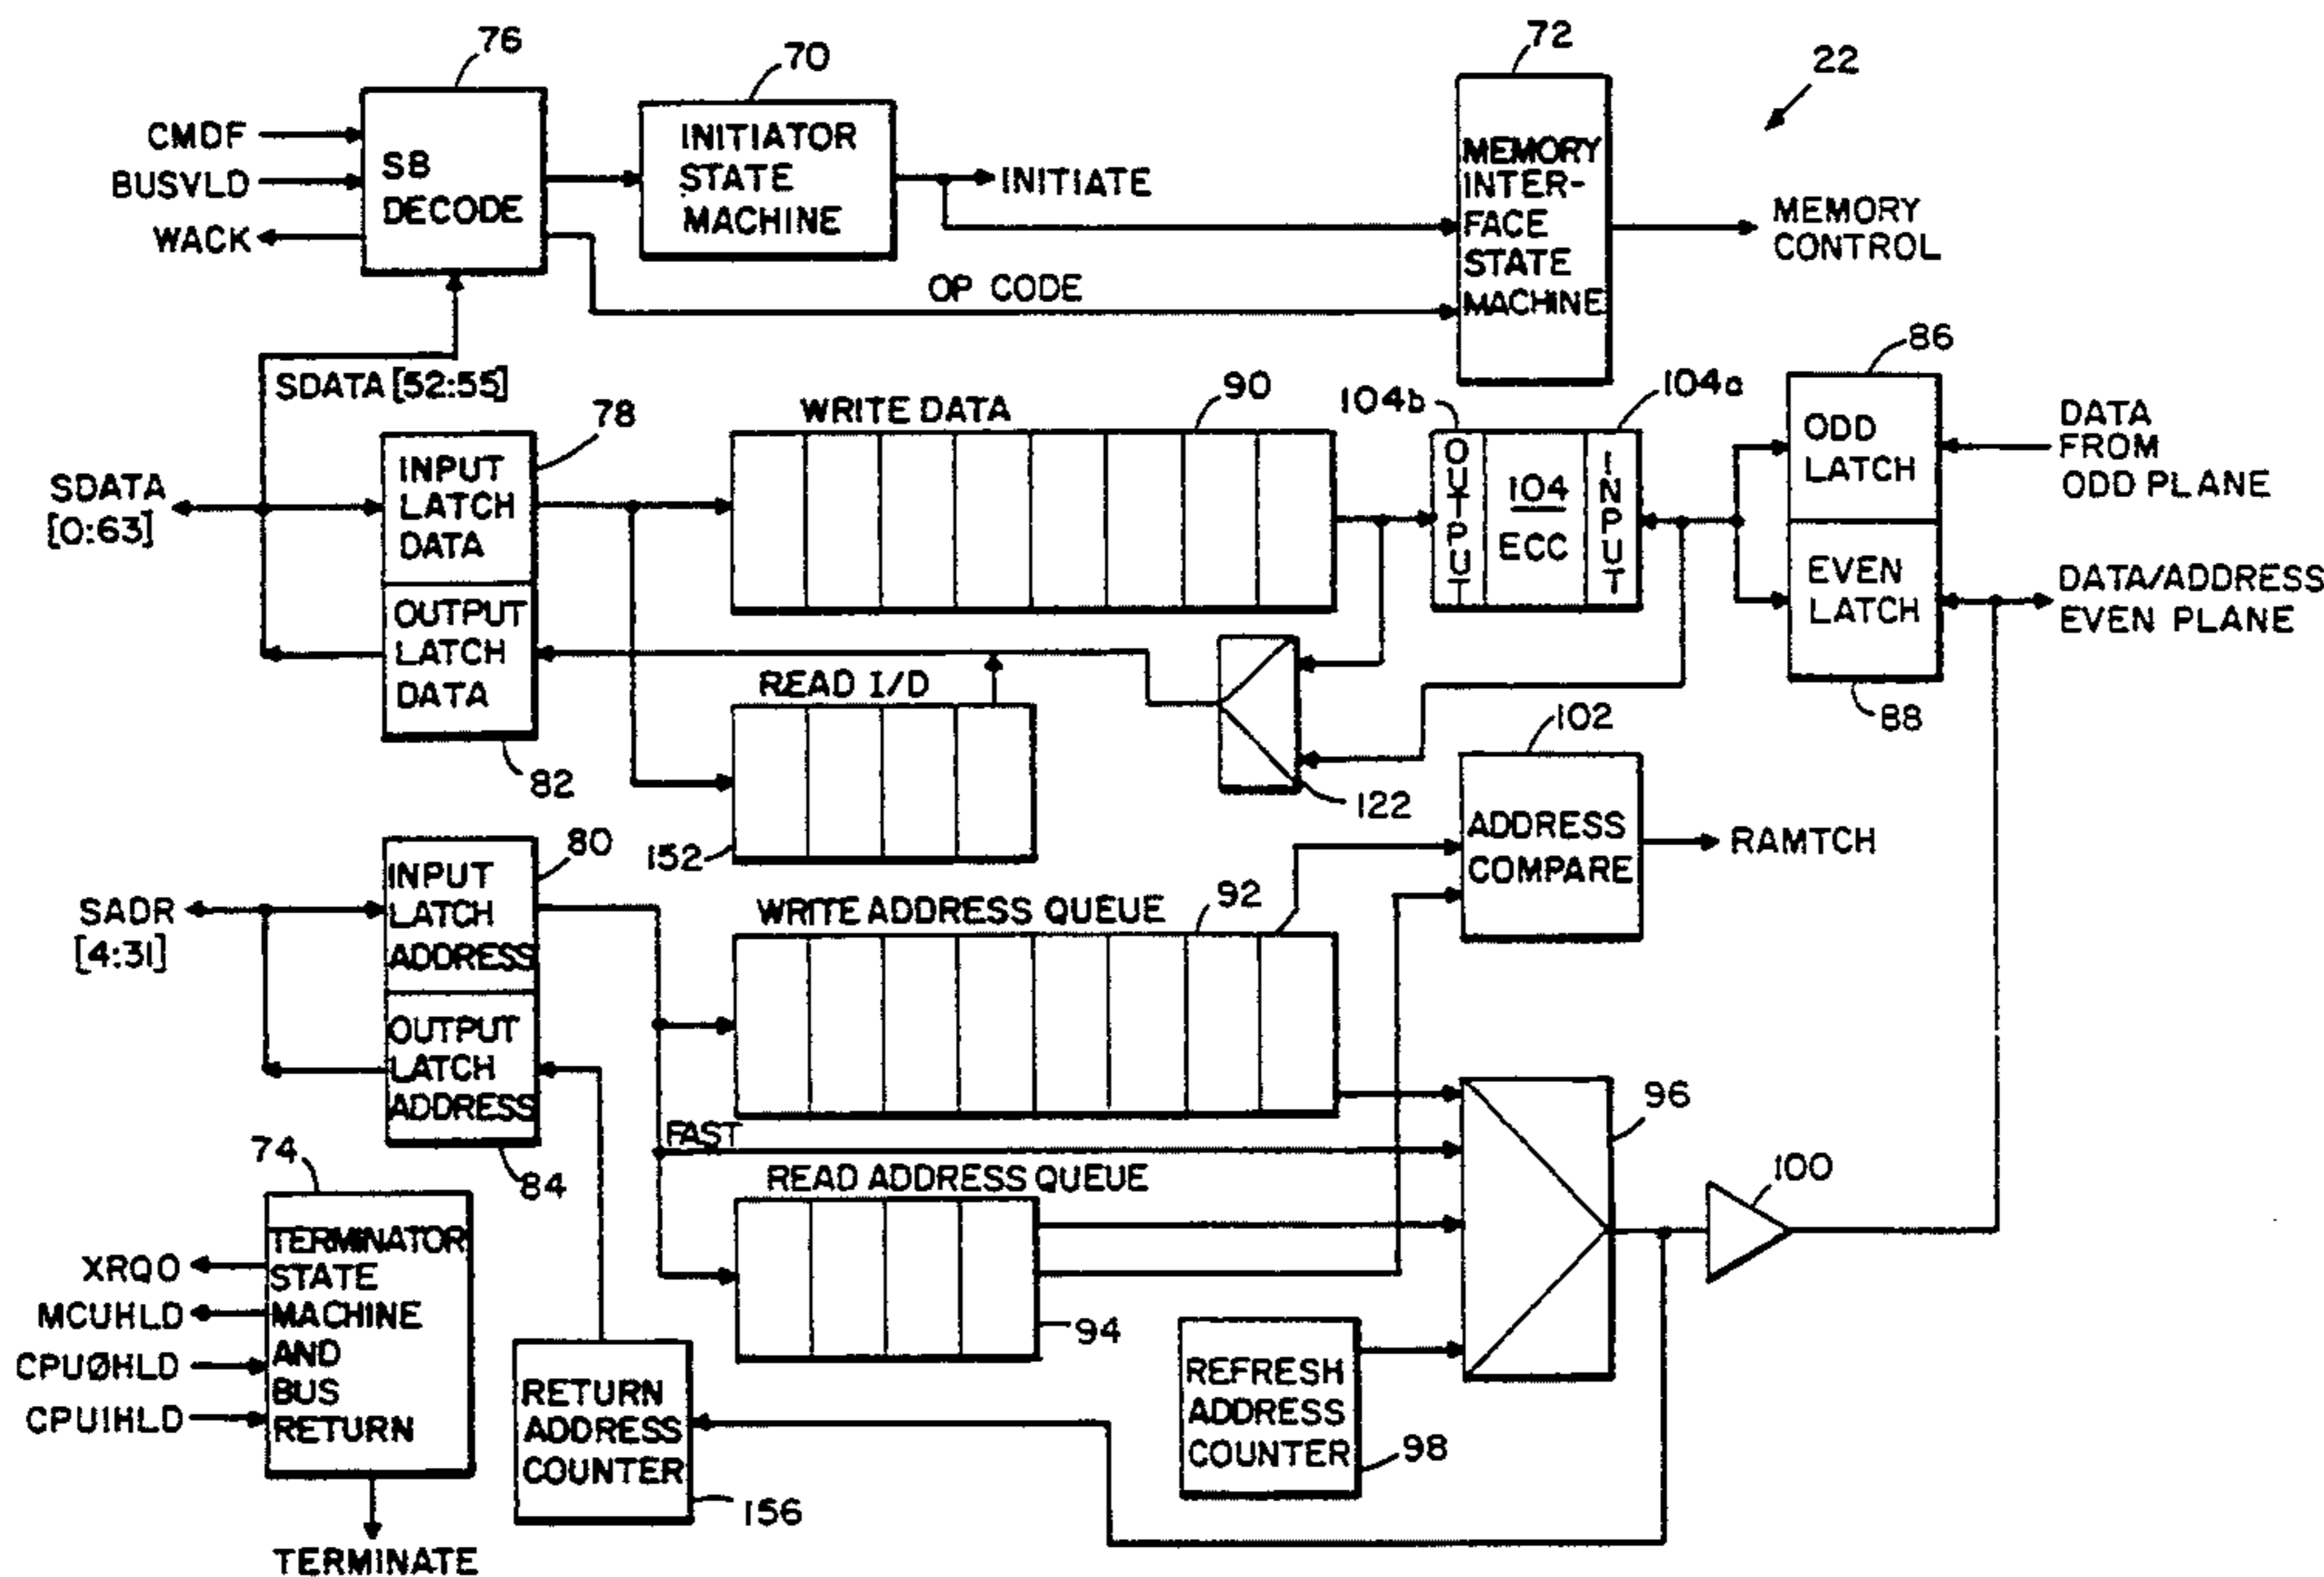 76
70
72
22
CMDF
BUSVLD
WACK
SB
DECODE
INITIATOR
STATE
MACHINE
INITIATE
MEMORY
INTER-
FACE
STATE
MACHINE
MEMORY
CONTROL
OP CODE
SDATA [52:55]
78
WRITE DATA
90
104b
104a
86
SDATA
[0:63]
INPUT
LATCH
DATA
OUTPUT
LATCH
DATA
82
OUTPUT
104
ECC
INPUT
ODD
LATCH
EVEN
LATCH
88
DATA
FROM
ODD PLANE
DATA/ADDRESS
EVEN PLANE
READ I/D
152
122
102
ADDRESS
COMPARE
RAMTCH
80
SADR
[4:31]
INPUT
LATCH
ADDRESS
OUTPUT
LATCH
ADDRESS
84
WRITE ADDRESS QUEUE
92
FAST
READ ADDRESS QUEUE
94
96
100
74
XRQO
MCUHLD
CPUØHLD
CPU1HLD
TERMINATOR
STATE
MACHINE
AND
BUS
RETURN
TERMINATE
RETURN
ADDRESS
COUNTER
156
REFRESH
ADDRESS
COUNTER
98